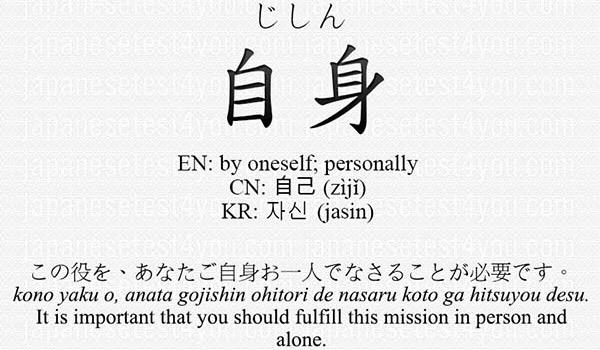 じしん
自身
EN: by oneself; personally
CN: 自己 (zìjǐ)
KR: 자신 (jasin)
この役を、あなたご自身お一人でなさることが必要です。
kono yaku o, anata gojishin ohitori de nasaru koto ga hitsuyou desu.
It is important that you should fulfill this mission in person and
alone.